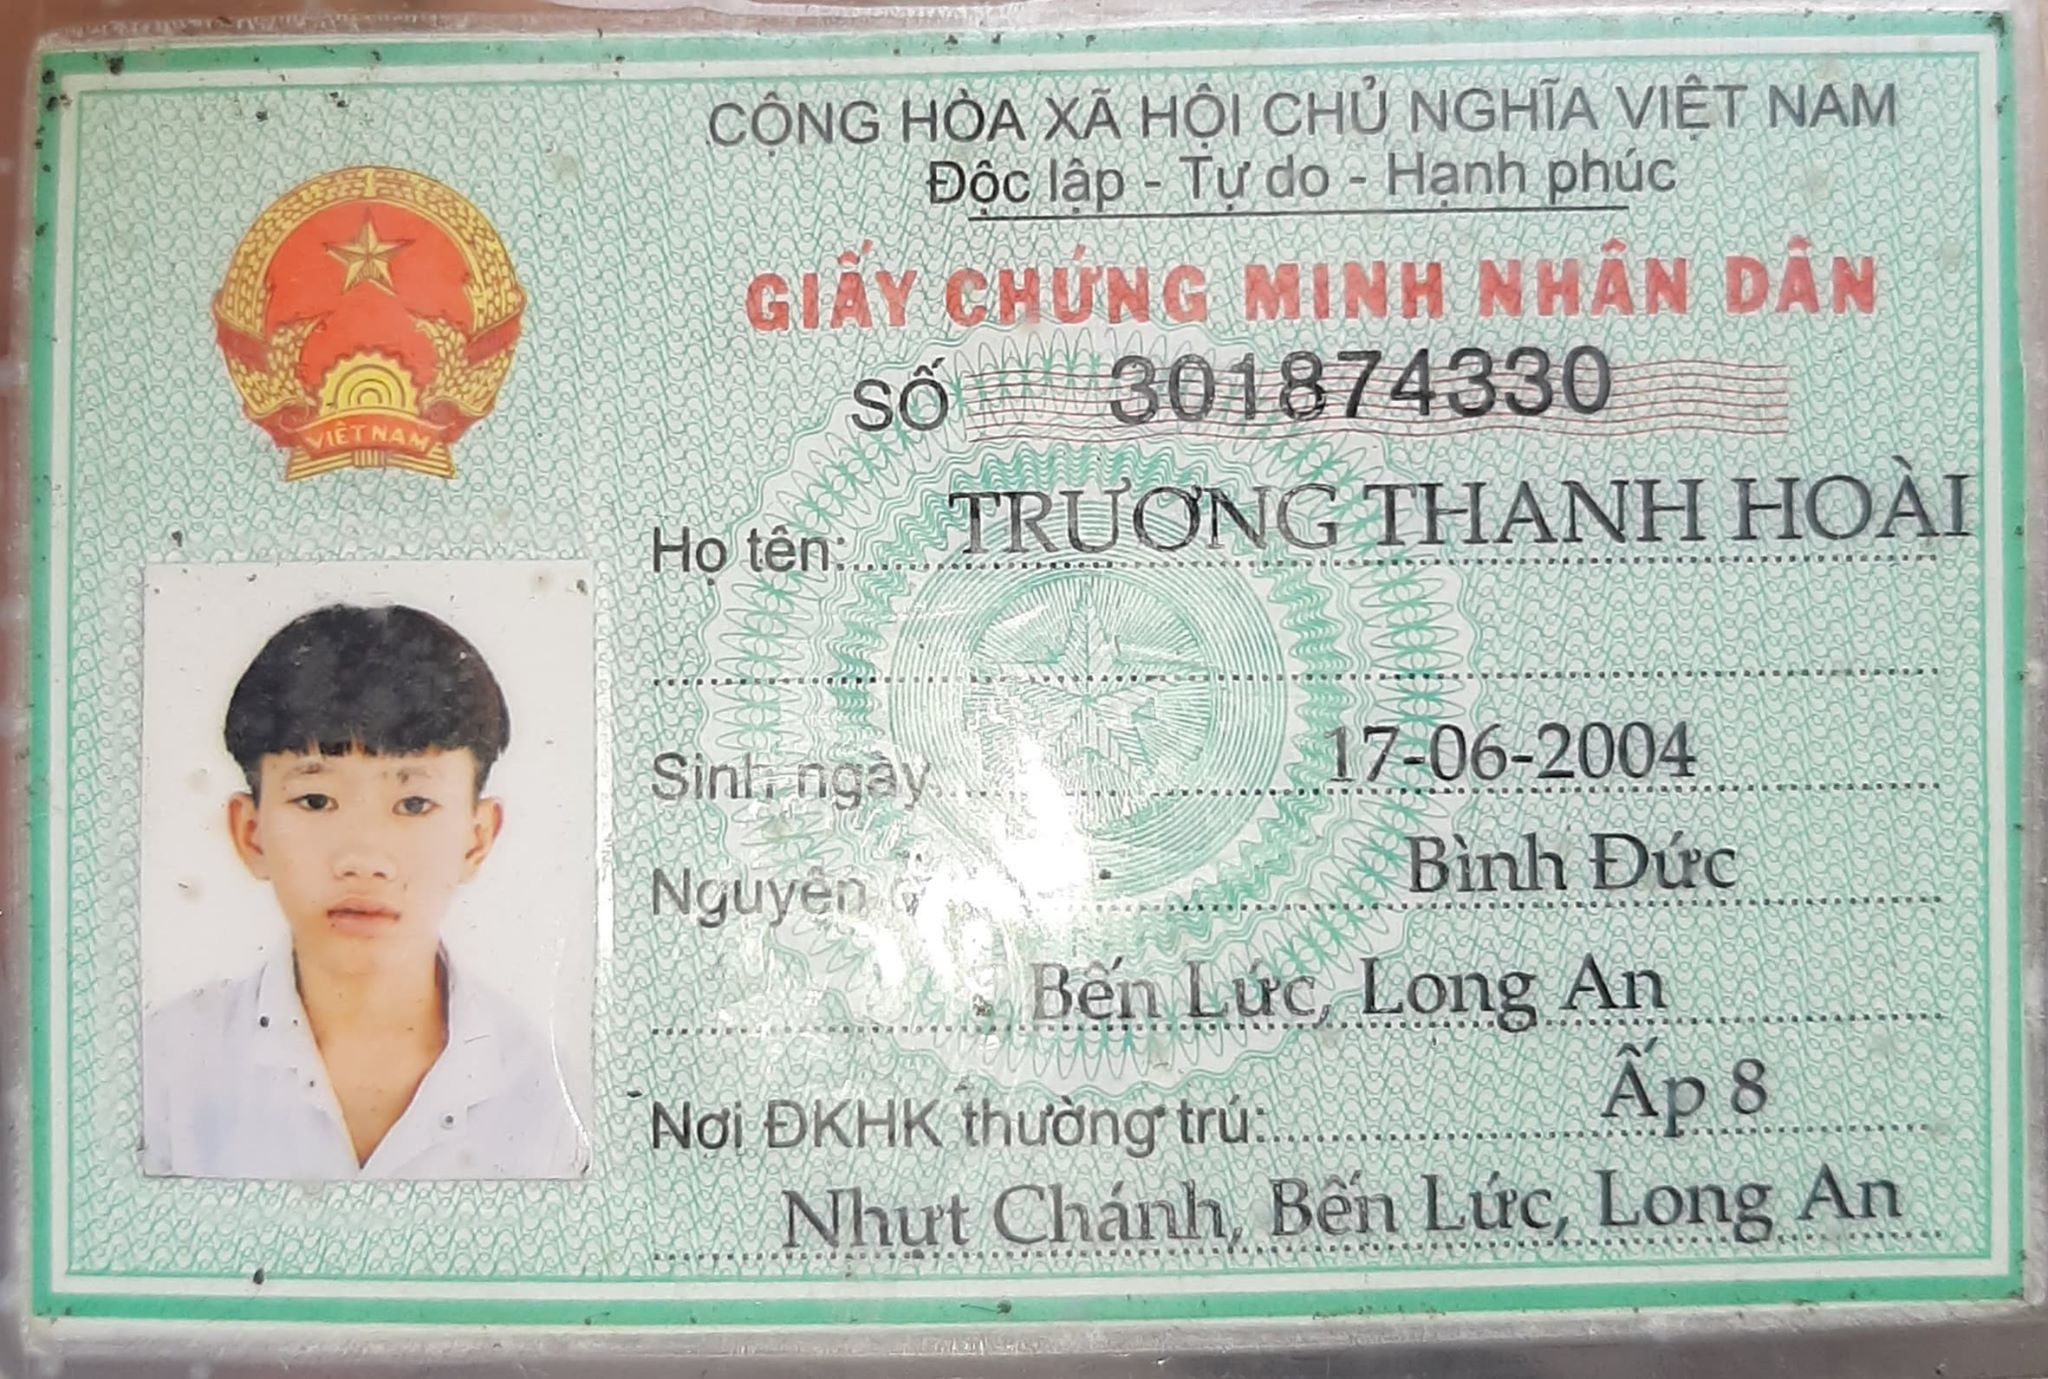 CỘNG HÒA XÃ HỘI CHỦ NGHĨA VIỆT NAM
Độc lập - Tự do - Hạnh phúc
GIẤY CHỨNG MINH NHÂN DÂN
SỐ 301874330
VIỆT NAM
Họ tên: TRƯƠNG THANH HOÀI
Sinh ngày 17-06-2004
Nguyên Bình Đức
Bến Lức, Long An
Nơi ĐKHK thường trú: Ấp 8
Nhựt Chánh, Bến Lức, Long An